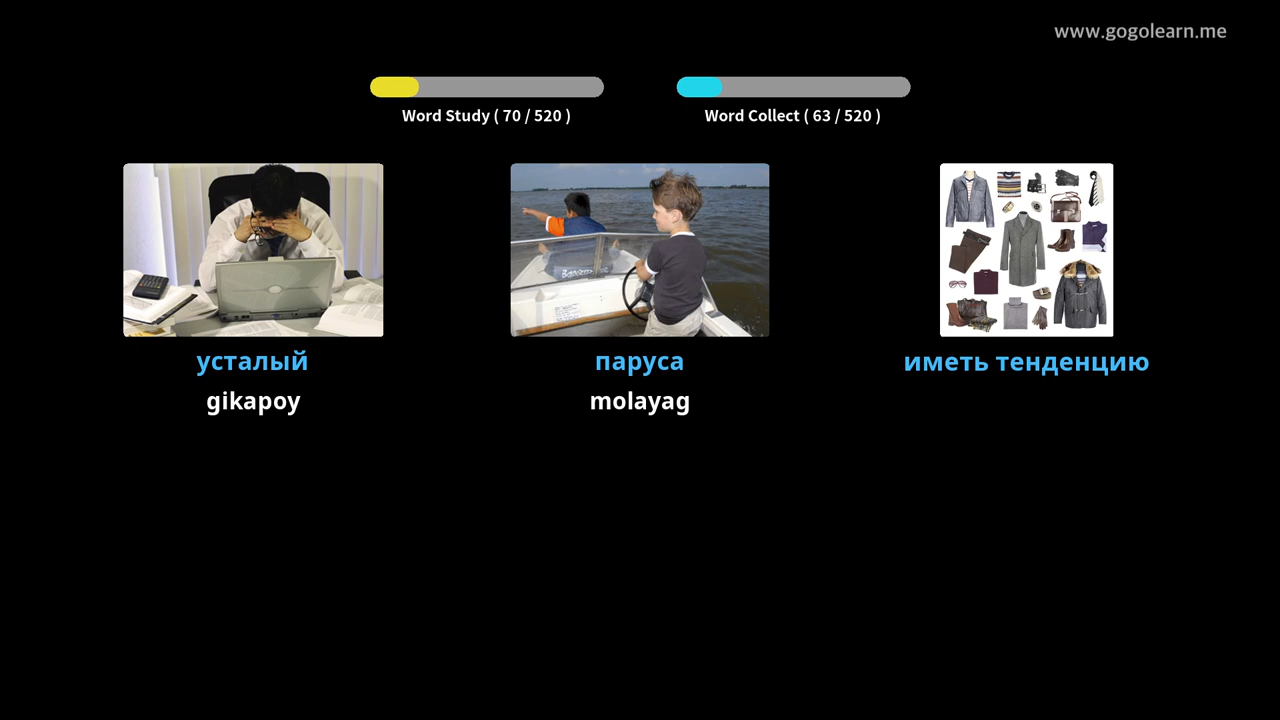 www.gogolearn.me
Word Study ( 70 / 520 )
Word Collect ( 63 / 520 )
усталый
gikapoy
паруса
molayag
иметь тенденцию